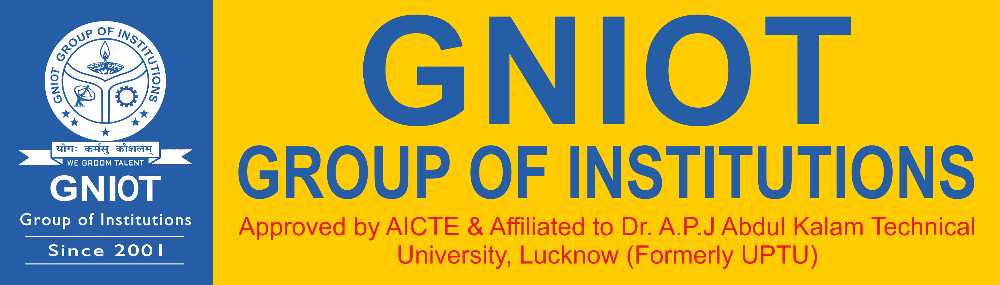 GNIOT GROUP OF INSTITUTIONS
योगः कर्मसु कौशलम्
WE GROOM TALENT
GNIOT
Group of Institutions
Since 2001
GNIOT
GROUP OF INSTITUTIONS
Approved by AICTE & Affiliated to Dr. A.P.J Abdul Kalam Technical
University, Lucknow (Formerly UPTU)